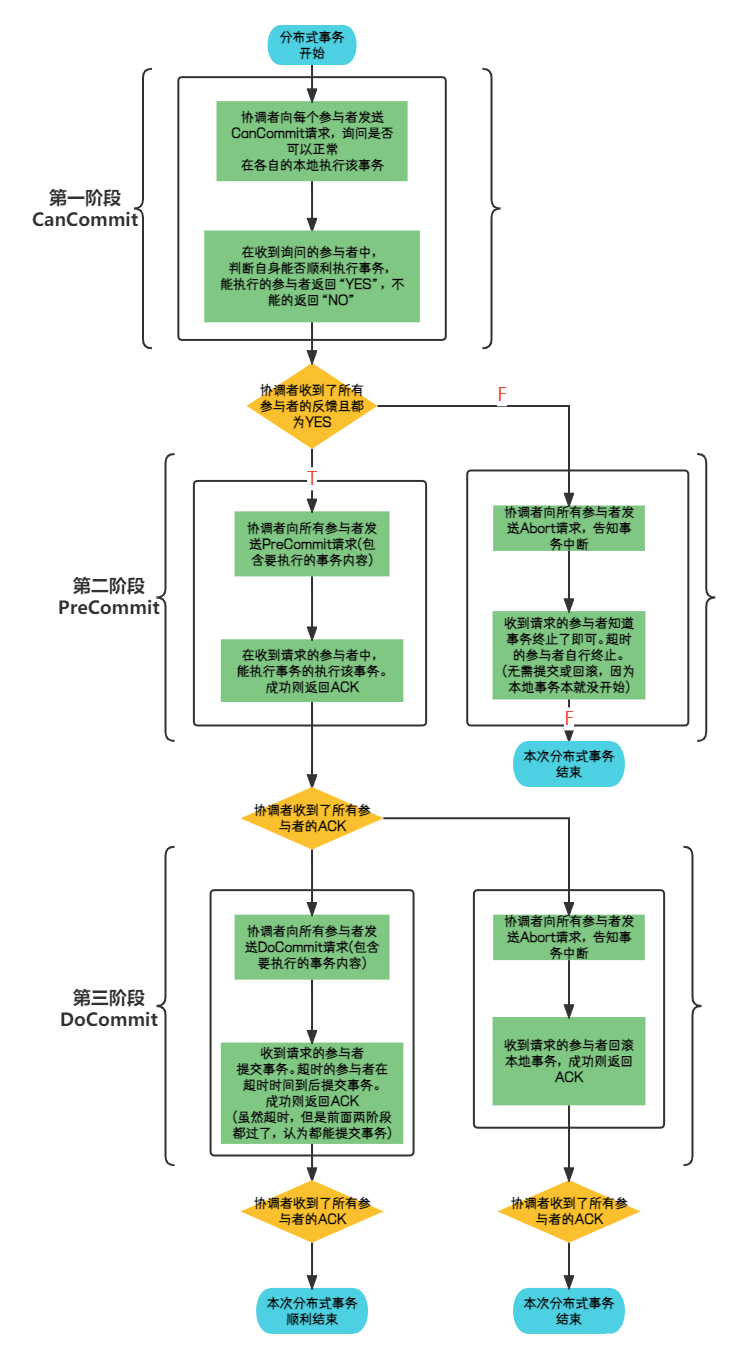 分布式事务
开始
协调者向每个参与者发送
CanCommit请求，询问是否
可以正常
在各自的本地执行该事务
第一阶段
CanCommit
在收到询问的参与者中，
判断自身能否顺利执行事务，
能执行的参与者返回“YES”，不
能的返回“NO”
协调者收到了所有
参与者的反馈且都
为YES
F
T
协调者向所有参与者发
送PreCommit请求(包
含要执行的事务内容)
协调者向所有参与者发
送Abort请求，告知事
务中断
第二阶段
PreCommit
在收到请求的参与者中，
能执行事务的执行该事务。
成功则返回ACK
收到请求的参与者知道
事务终止了即可。超时
的参与者自行终止。
(无需提交或回滚，因为
本地事务本就没开始)
F
本次分布式事务
结束
协调者收到了所有参
与者的ACK
协调者向所有参与者发
送DoCommit请求(包含
要执行的事务内容)
协调者向所有参与者发
送Abort请求，告知事
务中断
第三阶段
DoCommit
收到请求的参与者
提交事务。超时的参与者在
超时时间到后提交事务。
成功则返回ACK
(虽然超时，但是前面两阶段
都过了，认为都能提交事务)
收到请求的参与者回滚
本地事务，成功则返回
ACK
协调者收到了所有参
与者的ACK
协调者收到了所有参
与者的ACK
本次分布式事务
顺利结束
本次分布式事务
结束